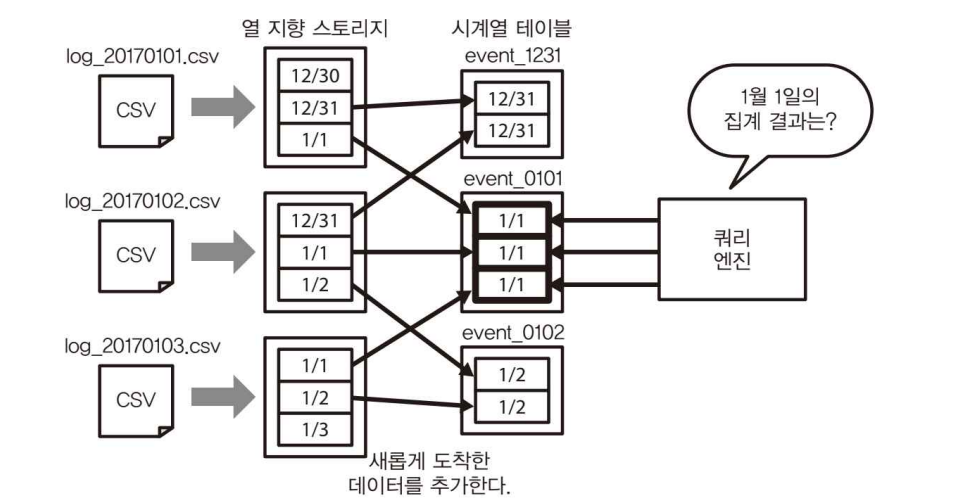 열 지향 스토리지
시계열 테이블
log_20170101.csv
CSV
12/30
12/31
1/1
event_1231
12/31
12/31
1월 1일의
집계 결과는?
log_20170102.csv
CSV
12/31
1/1
1/2
event_0101
1/1
1/1
1/1
쿼리
엔진
log_20170103.csv
CSV
1/1
1/2
1/3
event_0102
1/2
1/2
새롭게 도착한
데이터를 추가한다.